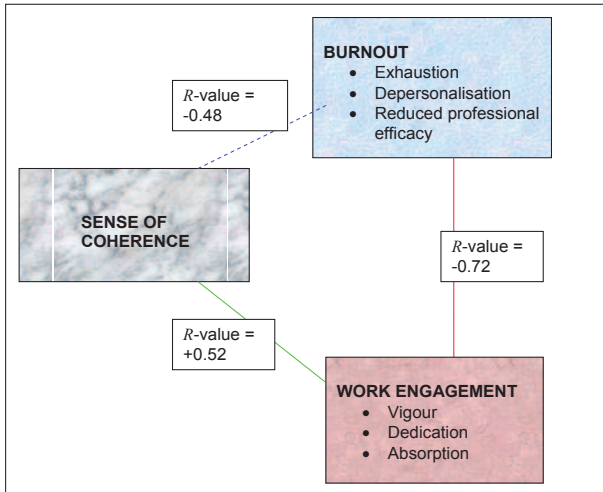 BURNOUT
• Exhaustion
• Depersonalisation
• Reduced professional
efficacy
R-value =
-0.48
SENSE OF
COHERENCE
R-value =
-0.72
R-value =
+0.52
WORK ENGAGEMENT
• Vigour
• Dedication
• Absorption